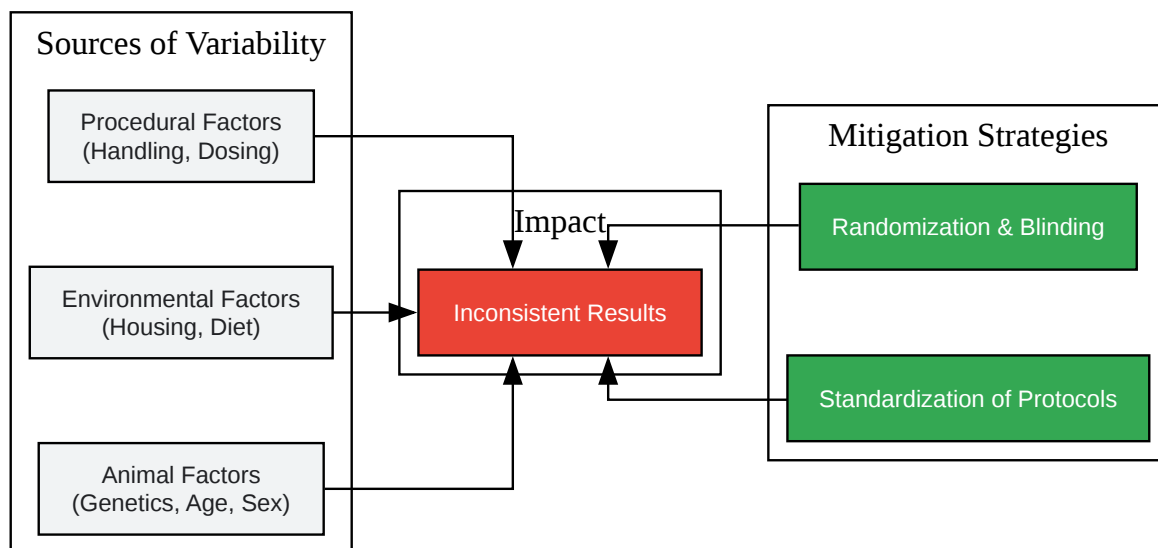 Sources of Variability
Procedural Factors
(Handling, Dosing)
Environmental Factors
(Housing, Diet)
Animal Factors
(Genetics, Age, Sex)
Impact
Inconsistent Results
Mitigation Strategies
Randomization & Blinding
Standardization of Protocols